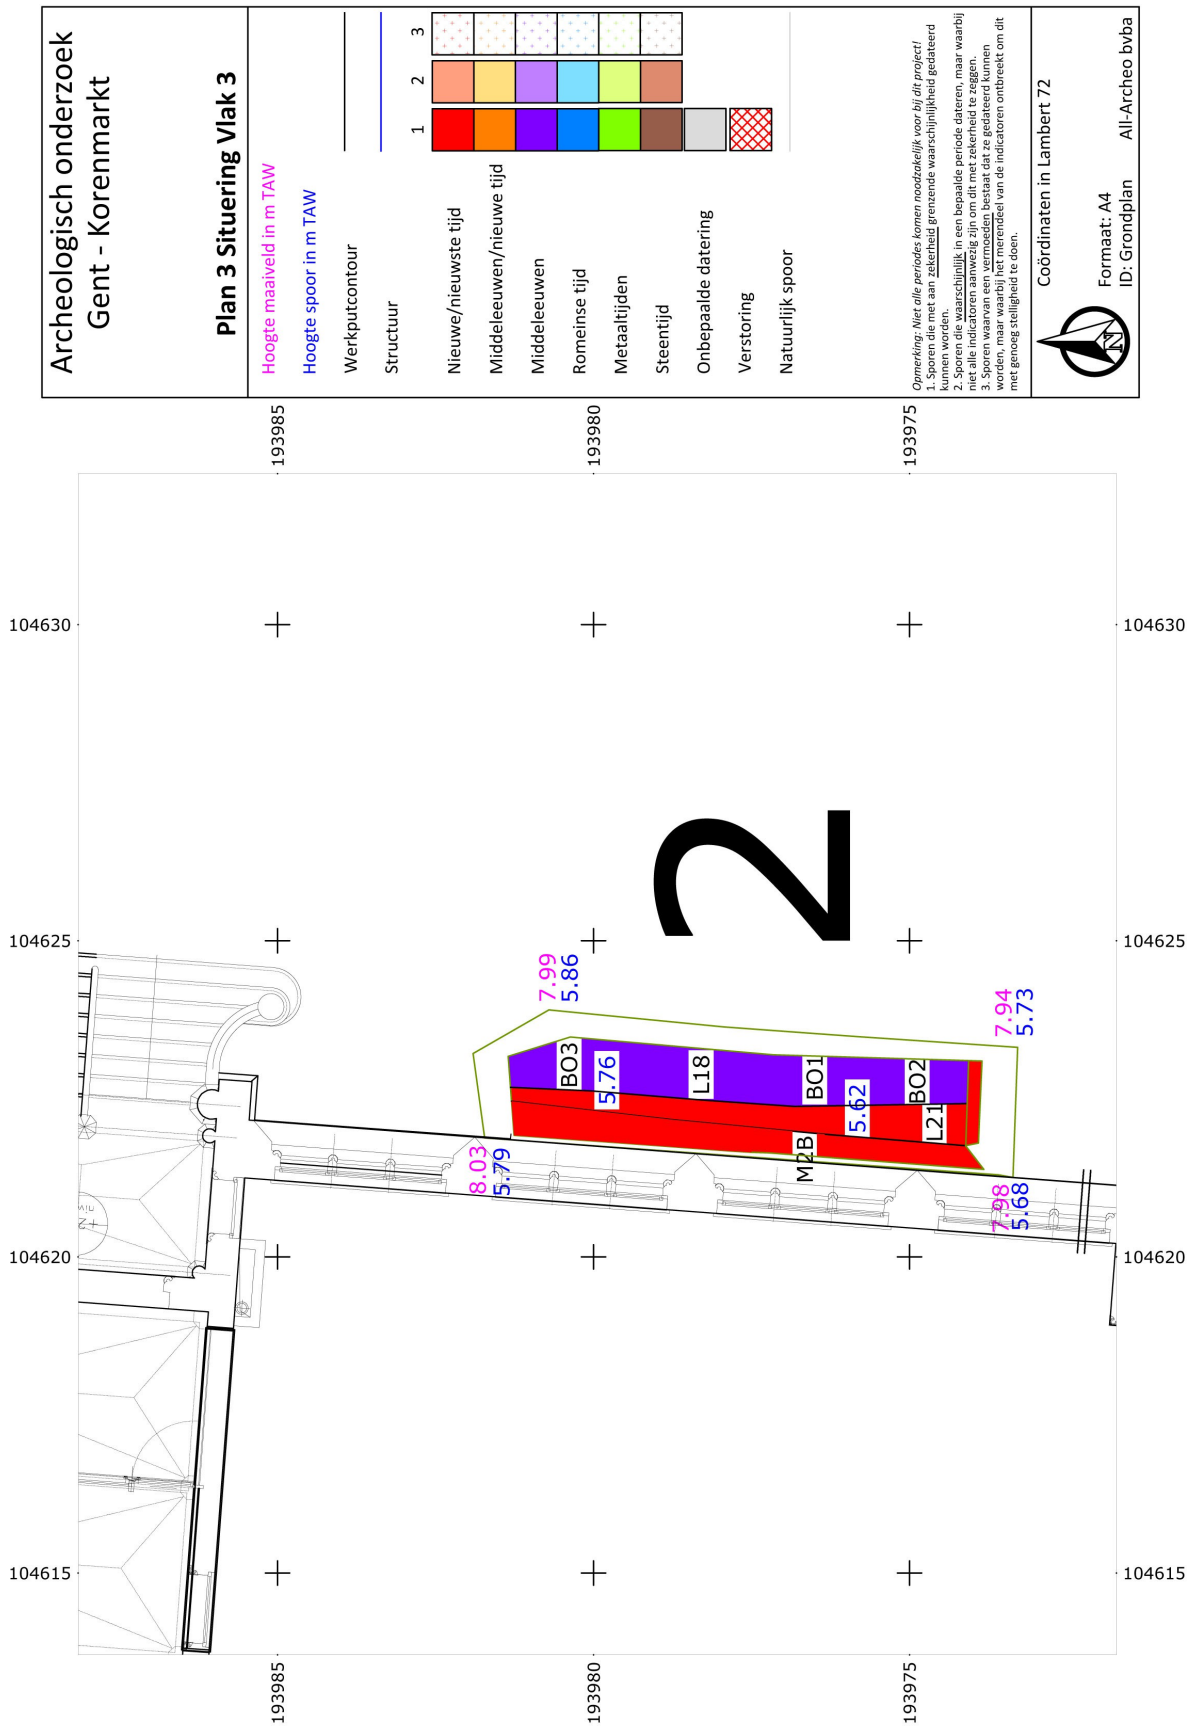 Archeologisch onderzoek
Gent - Korenmarkt
Plan 3 Situering Vlak 3
Hoogte maaiveld in m TAW
Hoogte spoor in m TAW
Werkputcontour
Structuur
1 2 3
Nieuwe/nieuwste tijd
Middeleeuwen/nieuwe tijd
Middeleeuwen
Romeinse tijd
Metaaltijden
Steentijd
Onbepaalde datering
Verstoring
Natuurlijk spoor
Opmerking: Niet alle periodes komen noodzakelijk voor bij dit project!
1. Sporen die met aan zekerheid grenzende waarschijnlijkheid gedateerd
kunnen worden.
2. Sporen die waarschijnlijk in een bepaalde periode dateren, maar waarbij
niet alle indicatoren aanwezig zijn om dit met zekerheid te zeggen.
3. Sporen waarvan een vermoeden bestaat dat ze gedateerd kunnen
worden, maar waarbij het merendeel van de indicatoren ontbreekt om dit
met genoeg stelligheid te doen.
N
Coördinaten in Lambert 72
Formaat: A4
ID: Grondplan All-Archeo bvba
193985
193980
193975
104630
104630
104625
104625
104620
104620
104615
104615
193985
193980
193975
2
7.99
5.86
7.94
5.73
8.03
5.79
7.98
5.68
BO3
5.76
L18
BO1
5.62
BO2
L21
M2B